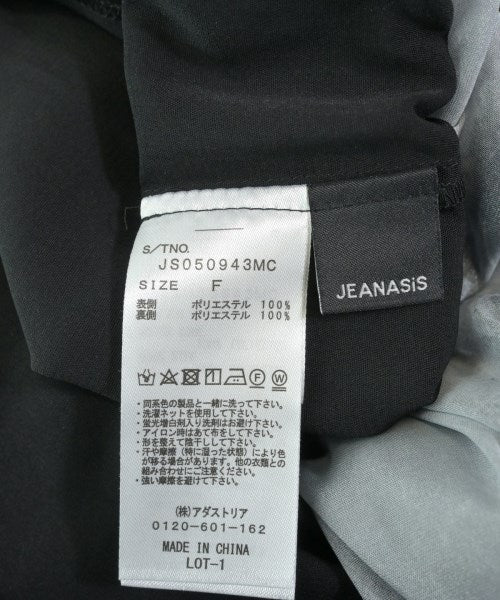 S/TNO.
JS050943MC
SIZE F
表側 ポリエステル 100%
裏側 ポリエステル 100%
・同系色の製品と一緒に洗って下さい。
・洗濯ネットを使用して下さい。
・蛍光増白剤入り洗剤はお避け下さい。
・アイロン時はあて布をして下さい。
・形を整えて陰干しして下さい。
・汗や摩擦（特に湿った状態）により色
が移る場合があります。他の衣類との
組み合わせにご注意下さい。
・強い摩擦を避けて下さい。
(株)アダストリア
0120-601-162
MADE IN CHINA
LOT-1
JEANASiS